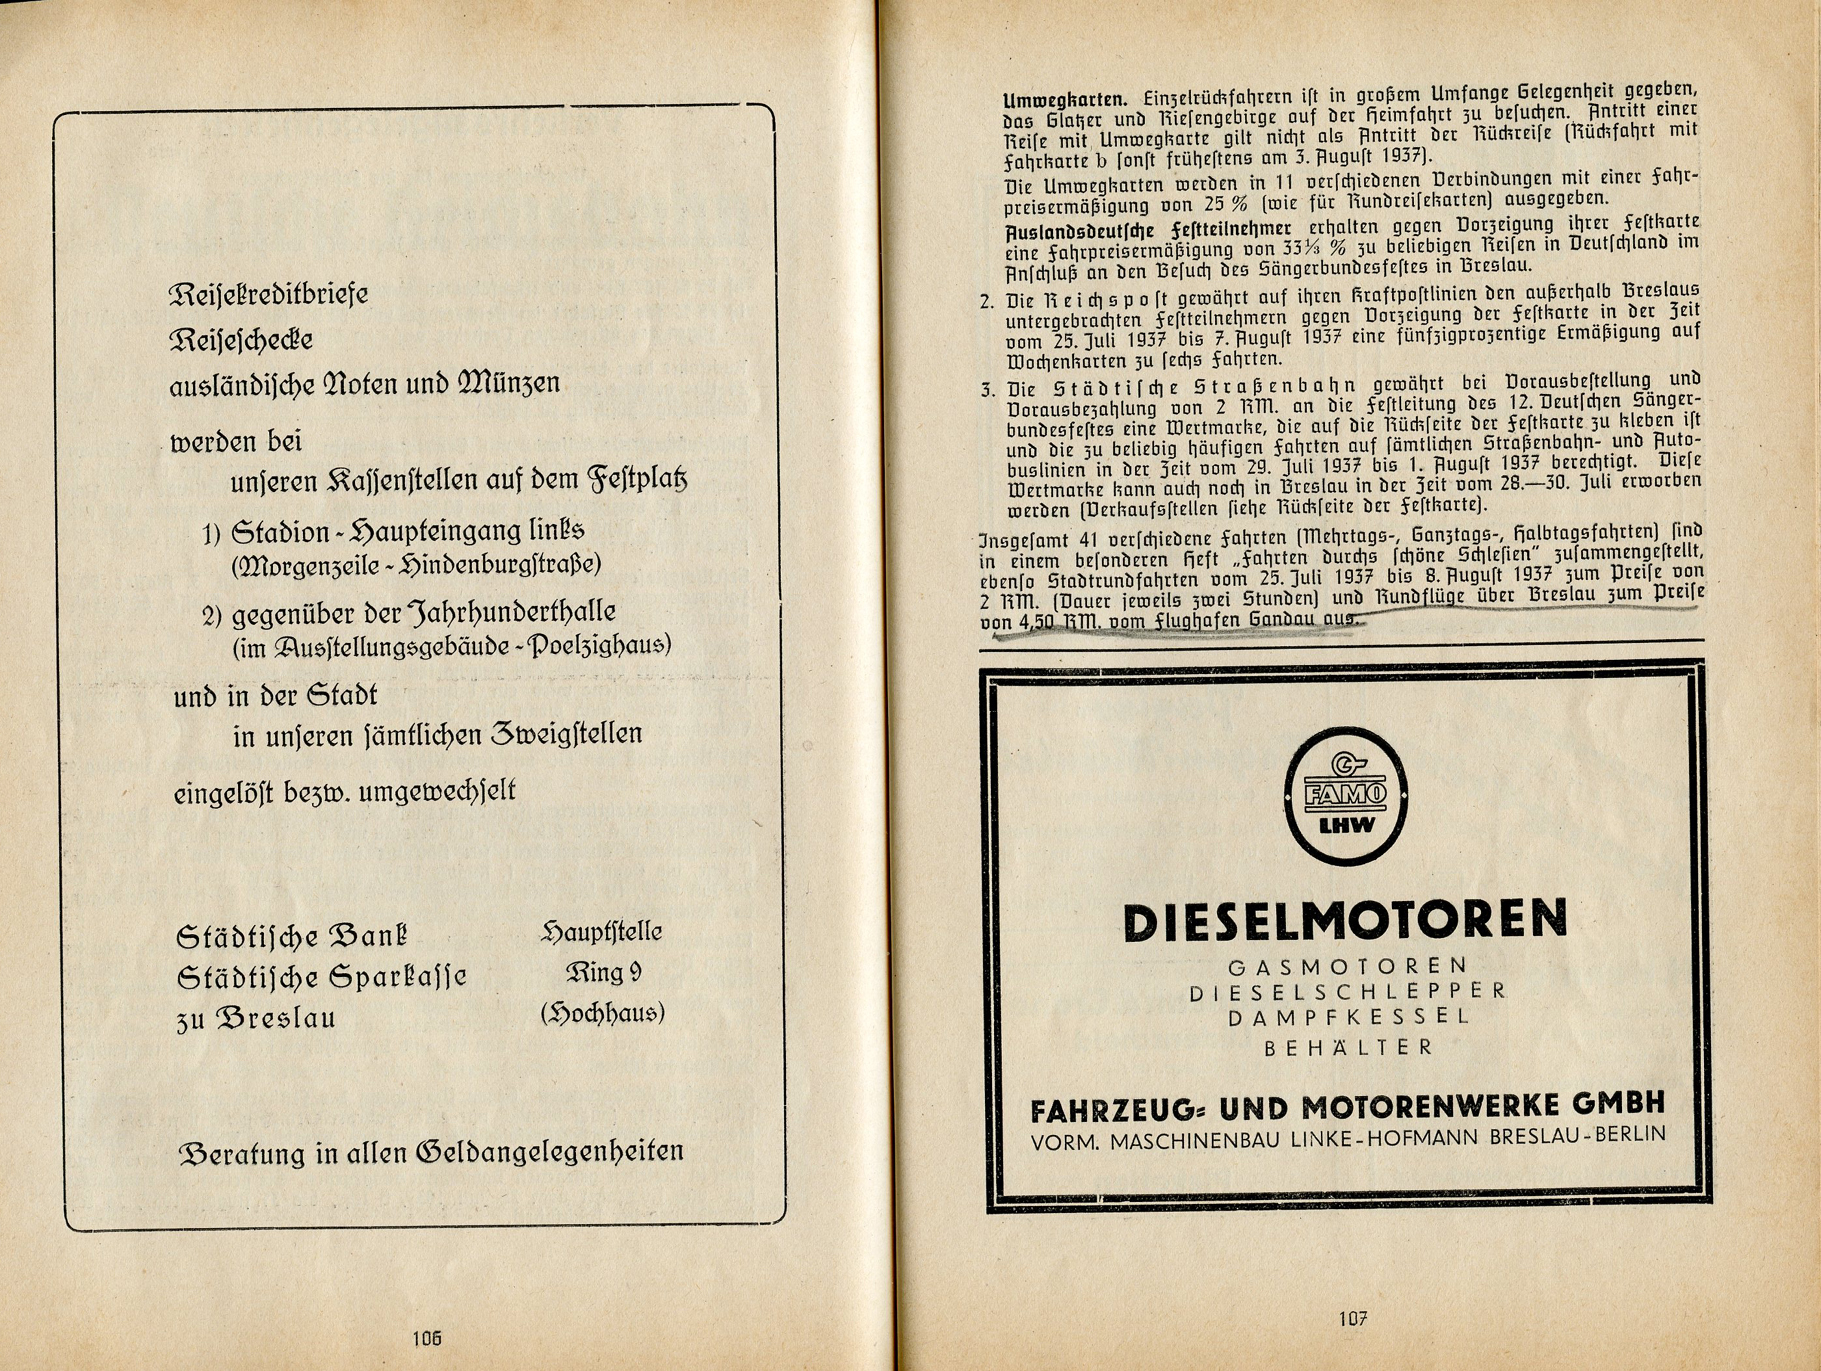 Reisekreditbriefe
Reiseschecke
ausländische Noten und Münzen
werden bei
unseren Kassenstellen auf dem Festplatz
1) Stadion-Haupteingang links
(Morgenzeile-Hindenburgstraße)
2) gegenüber der Jahrhunderthalle
(im Ausstellungsgebäude-Poelzighaus)
und in der Stadt
in unseren sämtlichen Zweigstellen
eingelöst bezw. umgewechselt
Städtische Bank Hauptstelle
Städtische Sparkasse Ring 9
zu Breslau (Hochhaus)
Beratung in allen Geldangelegenheiten
106
Umwegkarten. Einzelrückfahrern ist in großem Umfange Gelegenheit gegeben,
das Glatzer und Riesengebirge auf der Heimfahrt zu besuchen. Antritt einer
Reise mit Umwegkarte gilt nicht als Antritt der Rückreise (Rückfahrt mit
Fahrkarte b sonst frühestens am 3. August 1937).
Die Umwegkarten werden in 11 verschiedenen Verbindungen mit einer Fahr-
preisermäßigung von 25 % (wie für Rundreisekarten) ausgegeben.
Auslandsdeutsche Festteilnehmer erhalten gegen Vorzeigung ihrer Festkarte
eine Fahrpreisermäßigung von 33⅓ % zu beliebigen Reisen in Deutschland im
Anschluß an den Besuch des Sängerbundesfestes in Breslau.
2. Die Reichspost gewährt auf ihren Kraftpostlinien den außerhalb Breslaus
untergebrachten Festteilnehmern gegen Vorzeigung der Festkarte in der Zeit
vom 25. Juli 1937 bis 7. August 1937 eine fünfzigprozentige Ermäßigung auf
Wochenkarten zu sechs Fahrten.
3. Die Städtische Straßenbahn gewährt bei Vorausbestellung und
Vorausbezahlung von 2 RM. an die Festleitung des 12. Deutschen Sänger-
bundesfestes eine Wertmarke, die auf die Rückseite der Festkarte zu kleben ist
und die zu beliebig häufigen Fahrten auf sämtlichen Straßenbahn- und Auto-
buslinien in der Zeit vom 29. Juli 1937 bis 1. August 1937 berechtigt. Diese
Wertmarke kann auch noch in Breslau in der Zeit vom 28.—30. Juli erworben
werden (Verkaufsstellen siehe Rückseite der Festkarte).
Insgesamt 41 verschiedene Fahrten (Mehrtags-, Ganztags-, Halbtagsfahrten) sind
in einem besonderen Heft „Fahrten durchs schöne Schlesien" zusammengestellt,
ebenso Stadtrundfahrten vom 25. Juli 1937 bis 8. August 1937 zum Preise von
2 RM. (Dauer jeweils zwei Stunden) und Rundflüge über Breslau zum Preise
von 4,50 RM. vom Flughafen Gandau aus.
FAMO
LHW
DIESELMOTOREN
GASMOTOREN
DIESELSCHLEPPER
DAMPFKESSEL
BEHÄLTER
FAHRZEUG- UND MOTORENWERKE GMBH
VORM. MASCHINENBAU LINKE-HOFMANN BRESLAU-BERLIN
107